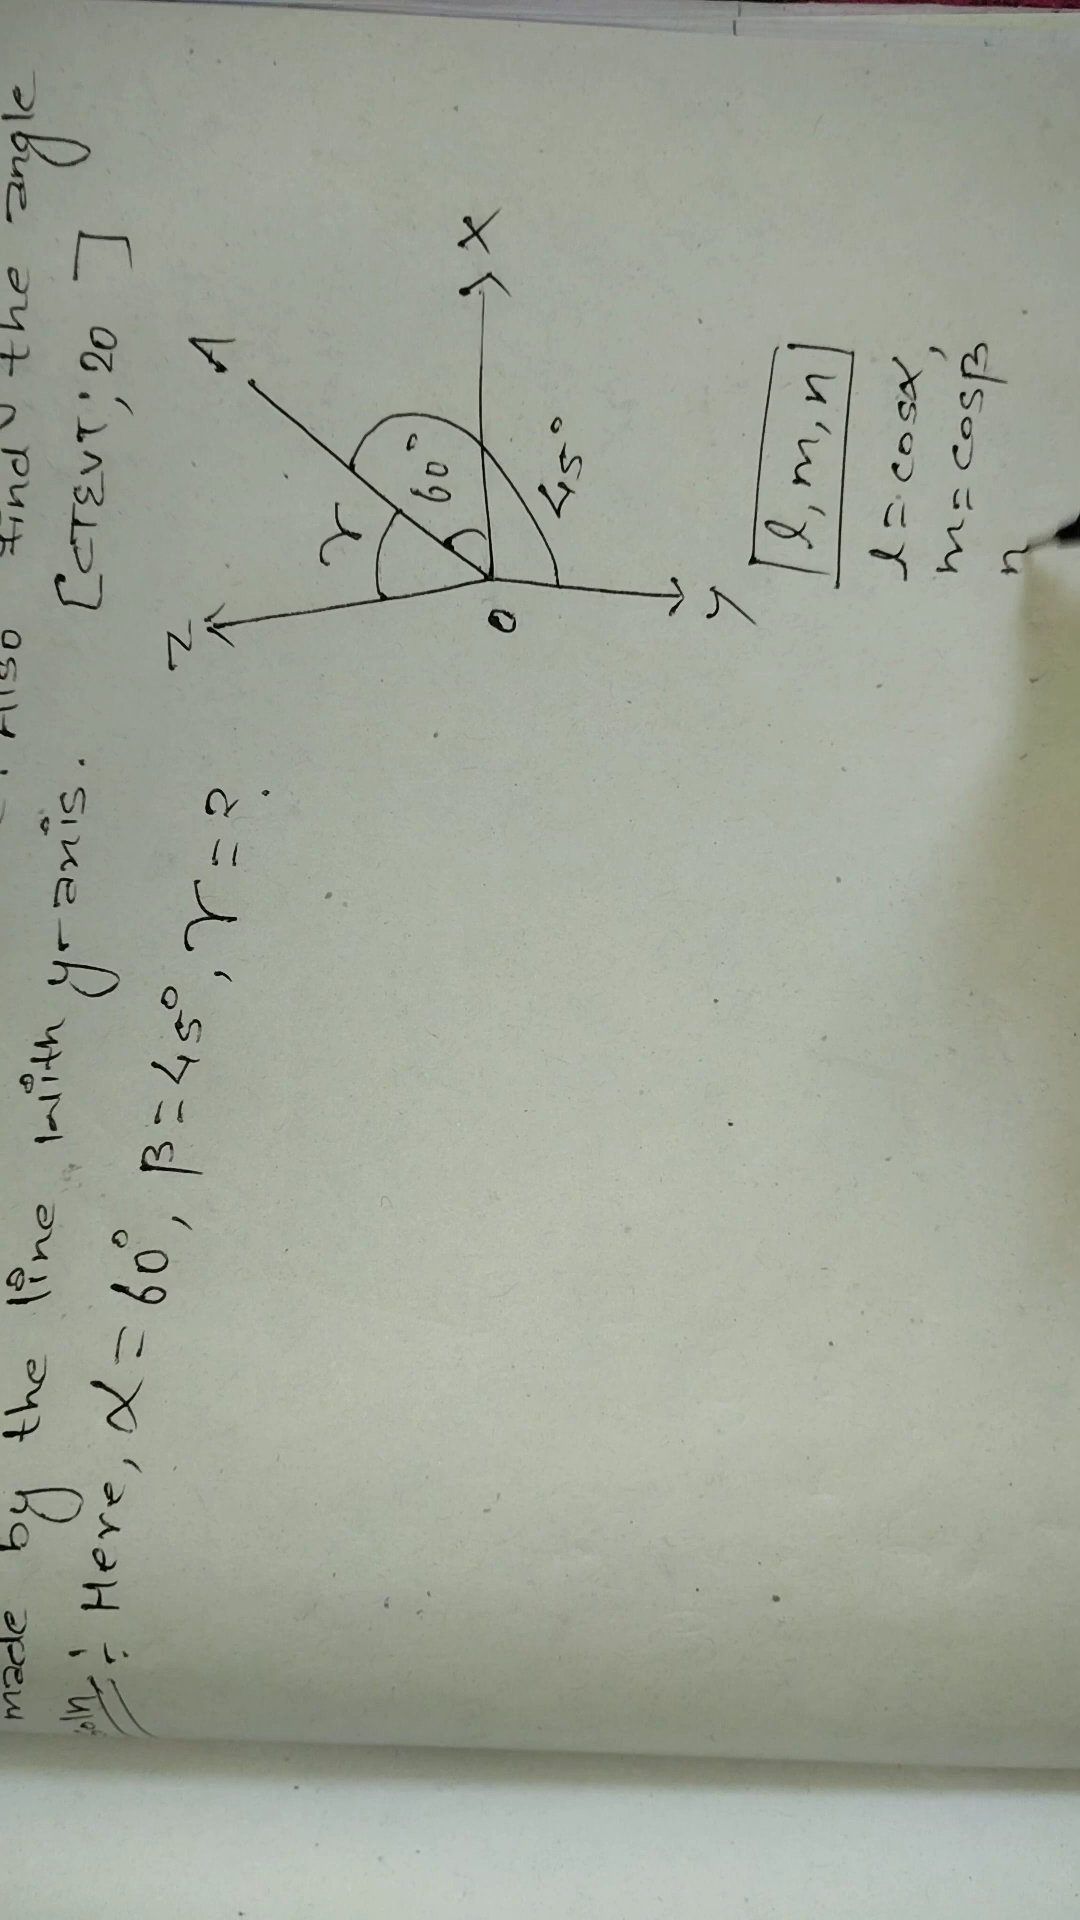 . Also find the angle
made by the line with y-axis. [CTEVT; 20 ]
soln: Here, α = 60°, β = 45°, γ = ?
Z
A
γ
60°
X
O
45°
Y
[l, m, n]
l = cosα,
m = cosβ
n